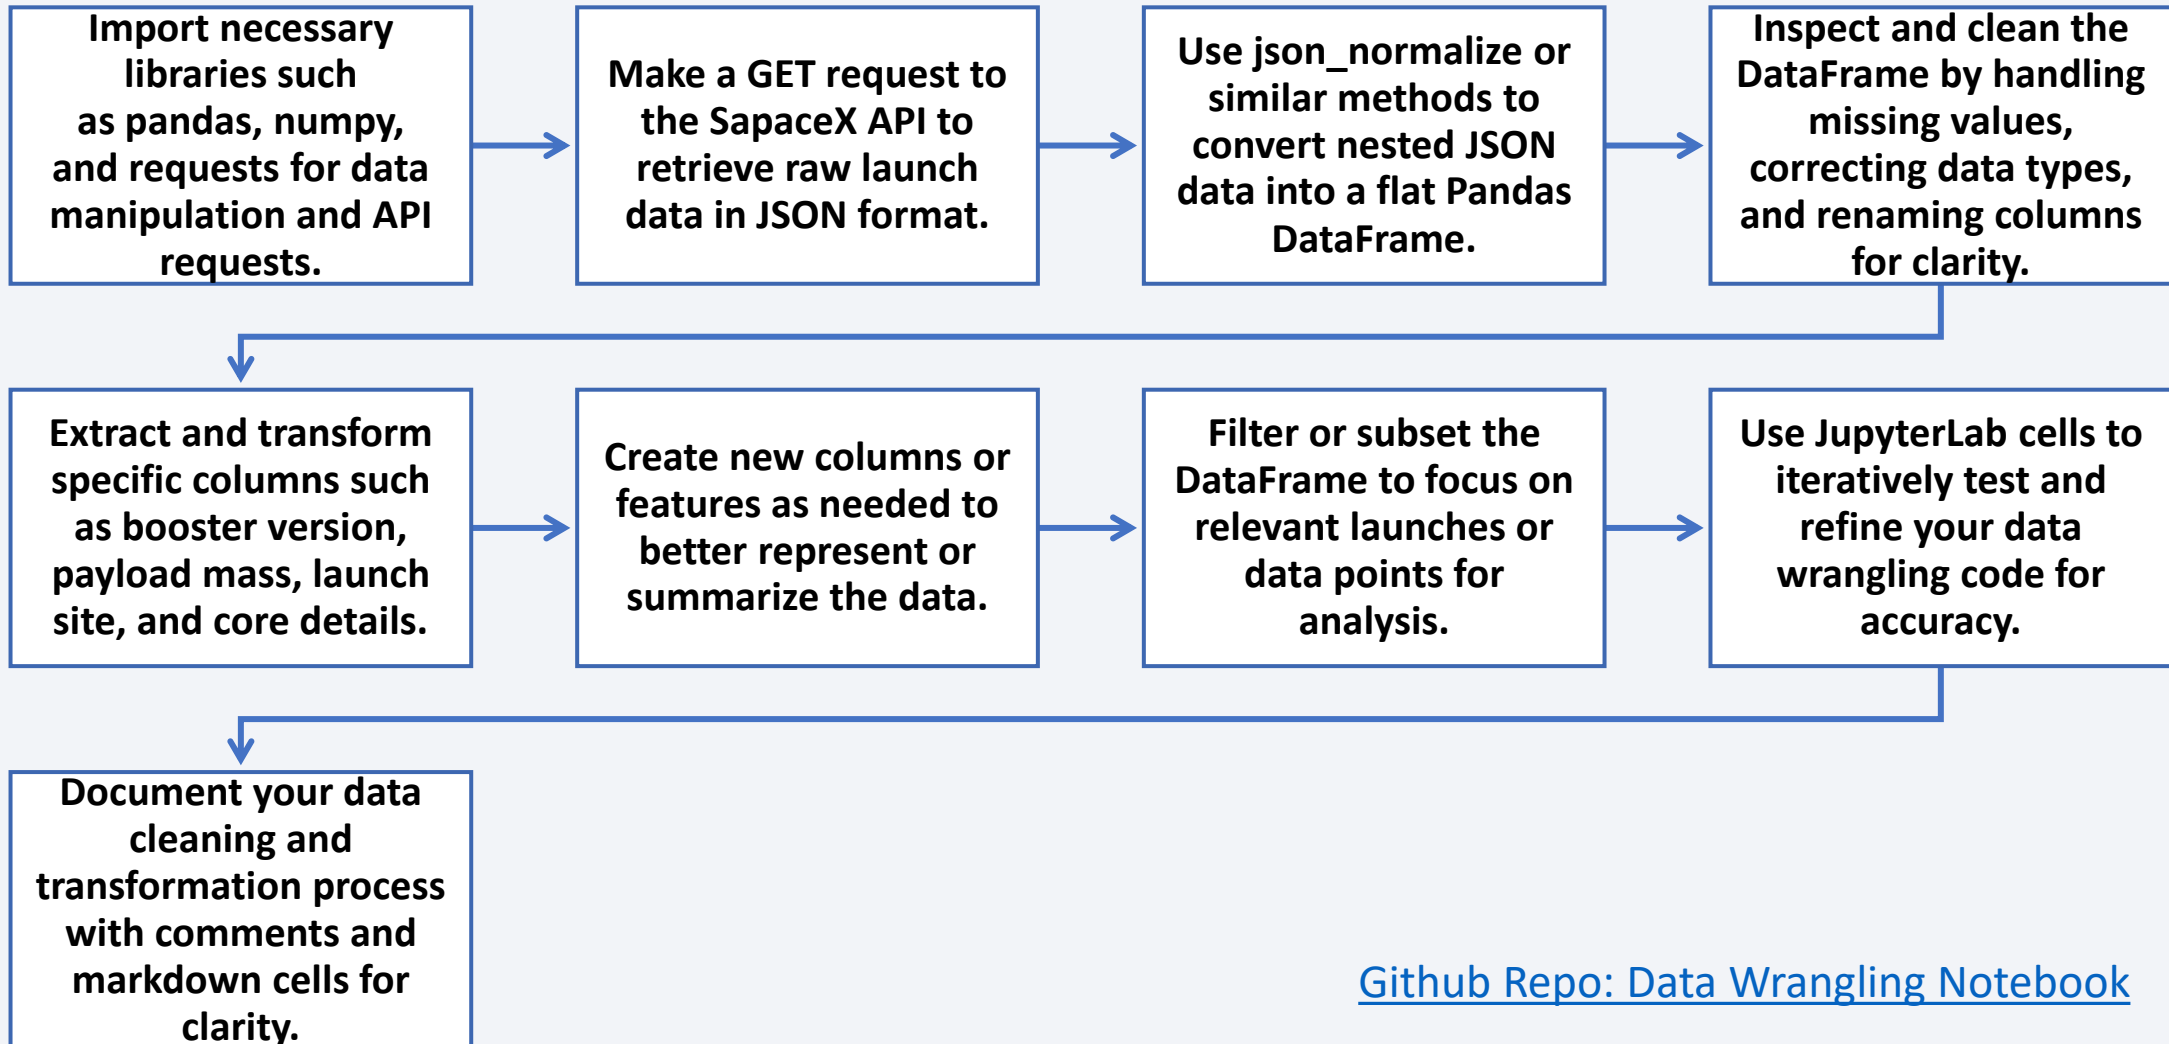 Import necessary
libraries such
as pandas, numpy,
and requests for data
manipulation and API
requests.
Make a GET request to
the SapaceX API to
retrieve raw launch
data in JSON format.
Use json_normalize or
similar methods to
convert nested JSON
data into a flat Pandas
DataFrame.
Inspect and clean the
DataFrame by handling
missing values,
correcting data types,
and renaming columns
for clarity.
Extract and transform
specific columns such
as booster version,
payload mass, launch
site, and core details.
Create new columns or
features as needed to
better represent or
summarize the data.
Filter or subset the
DataFrame to focus on
relevant launches or
data points for
analysis.
Use JupyterLab cells to
iteratively test and
refine your data
wrangling code for
accuracy.
Document your data
cleaning and
transformation process
with comments and
markdown cells for
clarity.
Github Repo: Data Wrangling Notebook